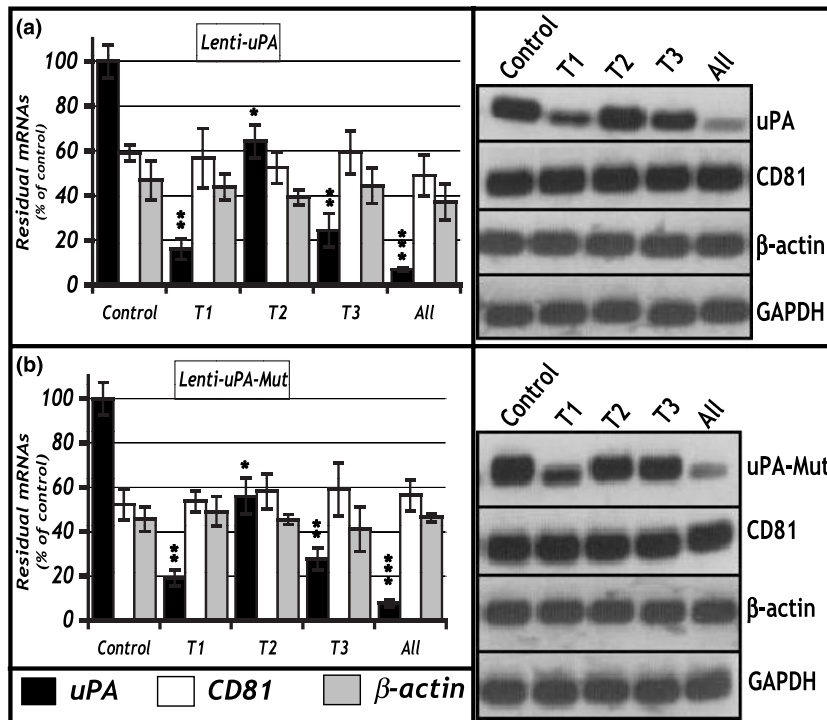 (a)
Lenti-uPA
Residual mRNAs
(% of control)
100
80
60
40
20
0
**
*
**
***
Control T1 T2 T3 All
Control T1 T2 T3 All
uPA
CD81
β-actin
GAPDH
(b)
Lenti-uPA-Mut
Residual mRNAs
(% of control)
100
80
60
40
20
0
**
*
**
***
Control T1 T2 T3 All
Control T1 T2 T3 All
uPA-Mut
CD81
β-actin
GAPDH
uPA CD81 β-actin